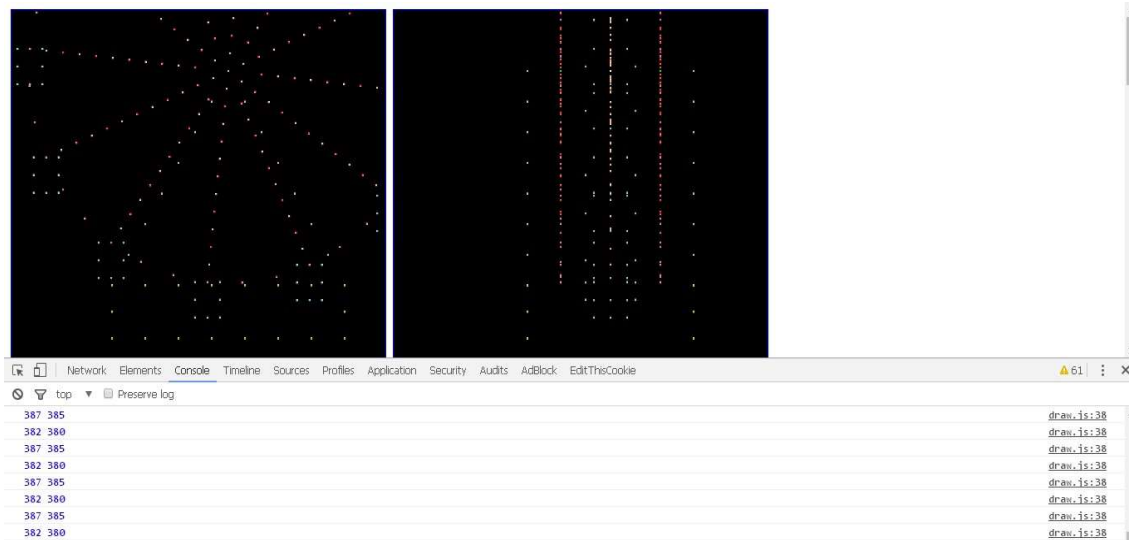 Network Elements Console Timeline Sources Profiles Application Security Audits AdBlock EditThisCookie 61
top Preserve log
387 385 draw.js:38
382 380 draw.js:38
387 385 draw.js:38
382 380 draw.js:38
387 385 draw.js:38
382 380 draw.js:38
387 385 draw.js:38
382 380 draw.js:38